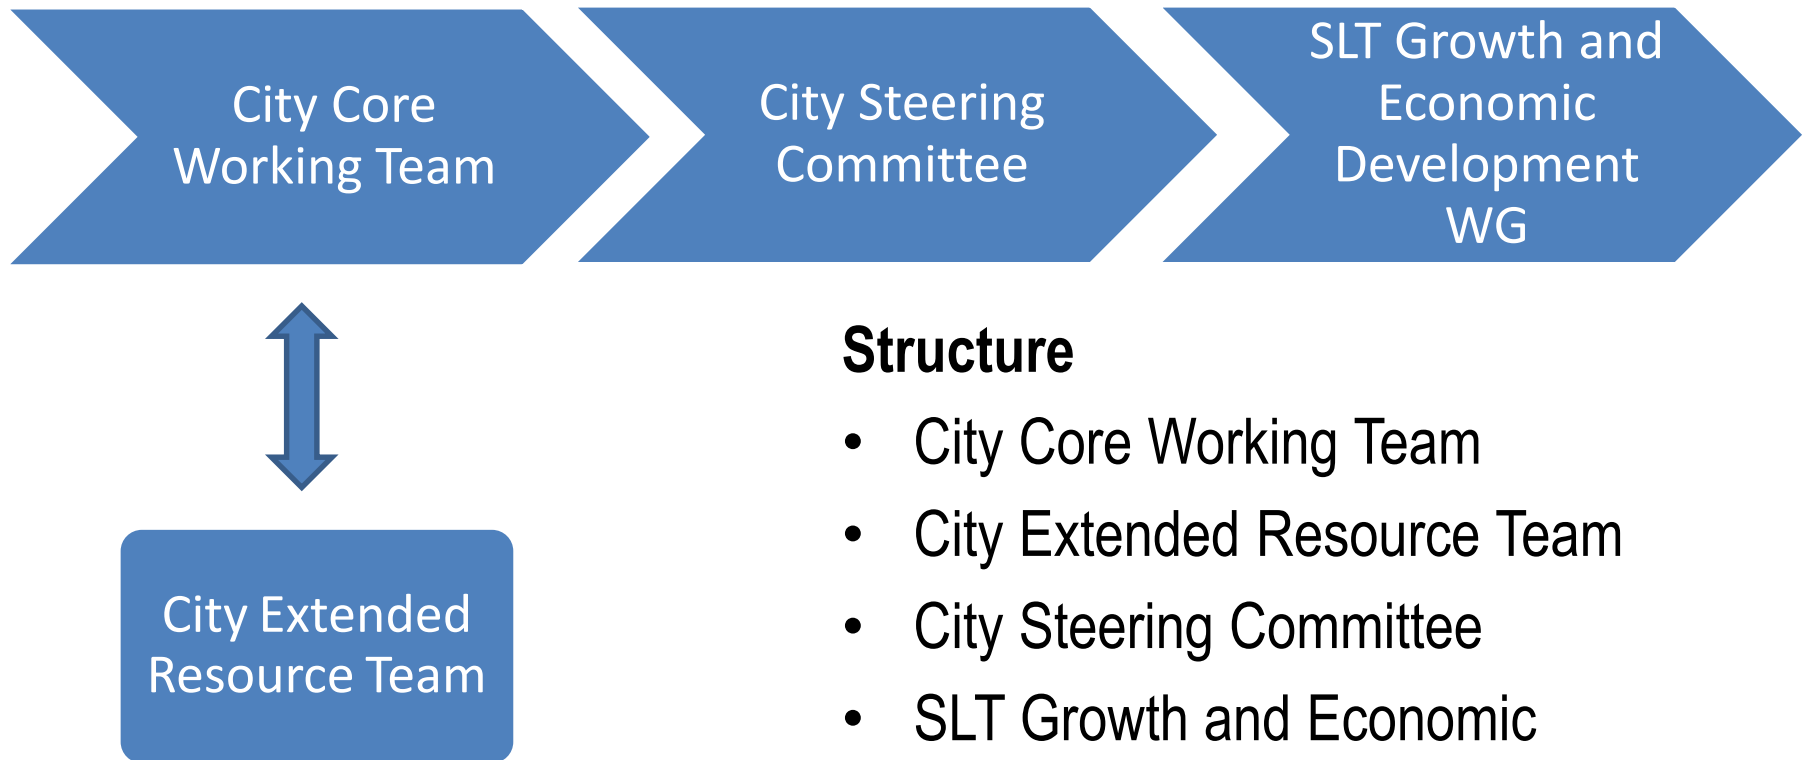 City Core
Working Team
City Steering
Committee
SLT Growth and
Economic
Development
WG
City Extended
Resource Team
Structure
• City Core Working Team
• City Extended Resource Team
• City Steering Committee
• SLT Growth and Economic